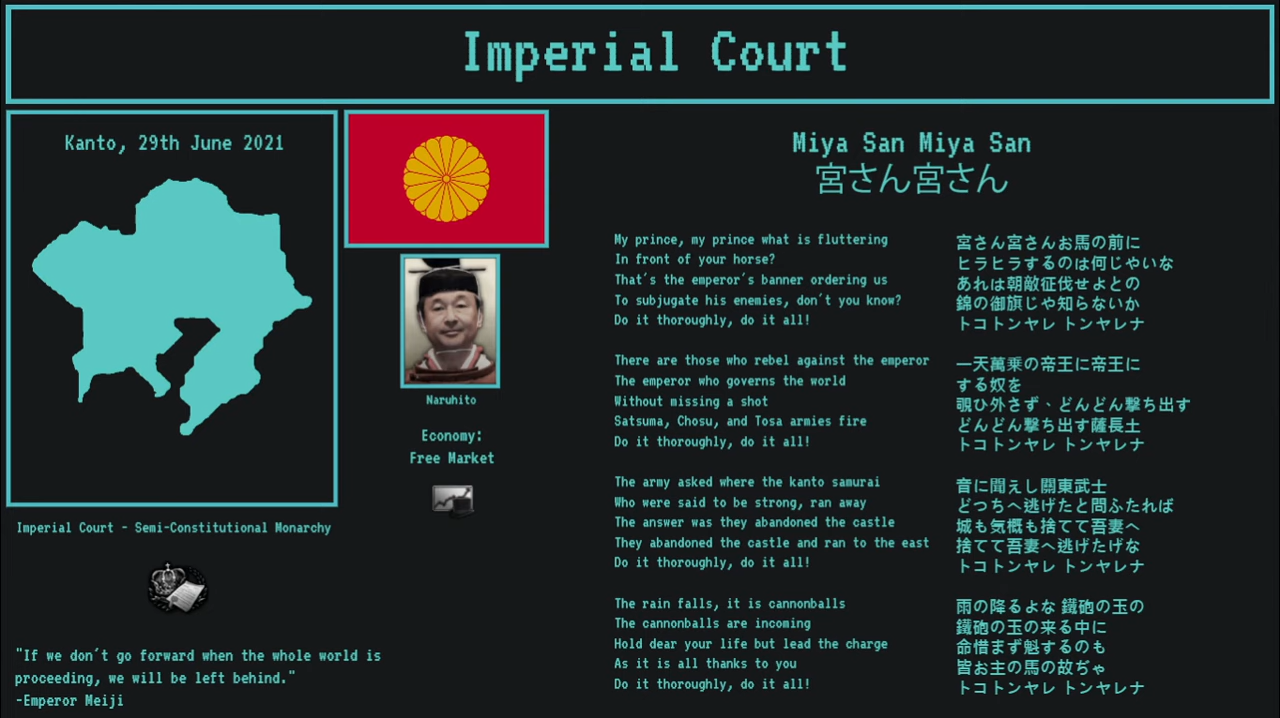 Imperial Court
Kanto, 29th June 2021
Imperial Court - Semi-Constitutional Monarchy
"If we don't go forward when the whole world is
proceeding, we will be left behind."
-Emperor Meiji
Naruhito
Economy:
Free Market
Miya San Miya San
宮さん宮さん
My prince, my prince what is fluttering
In front of your horse?
That's the emperor's banner ordering us
To subjugate his enemies, don't you know?
Do it thoroughly, do it all!
There are those who rebel against the emperor
The emperor who governs the world
Without missing a shot
Satsuma, Chosu, and Tosa armies fire
Do it thoroughly, do it all!
The army asked where the kanto samurai
Who were said to be strong, ran away
The answer was they abandoned the castle
They abandoned the castle and ran to the east
Do it thoroughly, do it all!
The rain falls, it is cannonballs
The cannonballs are incoming
Hold dear your life but lead the charge
As it is all thanks to you
Do it thoroughly, do it all!
宮さん宮さんお馬の前に
ヒラヒラするのは何じやいな
あれは朝敵征伐せよとの
錦の御旗じや知らないか
トコトンヤレ トンヤレナ
一天萬乗の帝王に帝王に
する奴を
覗ひ外さず、どんどん撃ち出す
どんどん撃ち出す薩長土
トコトンヤレ トンヤレナ
音に聞えし關東武士
どつちへ逃げたと問ふたれば
城も気概も捨てて吾妻へ
捨てて吾妻へ逃げたげな
トコトンヤレ トンヤレナ
雨の降るよな 鐵砲の玉の
鐵砲の玉の来る中に
命惜まず魁するのも
皆お主の馬の故ぢゃ
トコトンヤレ トンヤレナ